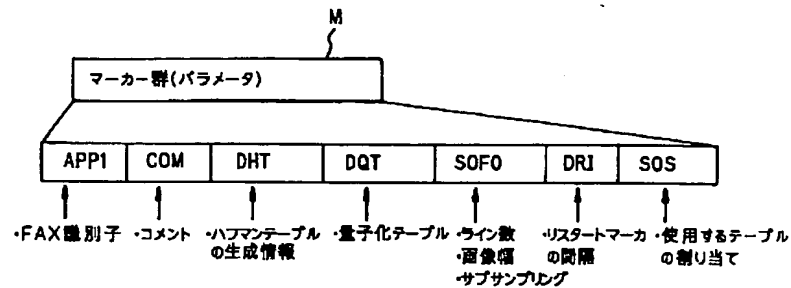 M
マーカー群(パラメータ)
APP1 COM DHT DQT SOF0 DRI SOS
・FAX識別子
・コメント
・ハフマンテーブル
の生成情報
・量子化テーブル
・ライン数
・画像幅
・サブサンプリング
・リスタートマーカ
の間隔
・使用するテーブル
の割り当て